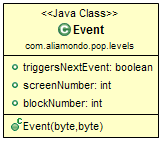 <<Java Class>>
Event
com.aliamondo.pop.levels
triggersNextEvent: boolean
screenNumber: int
blockNumber: int
Event(byte,byte)